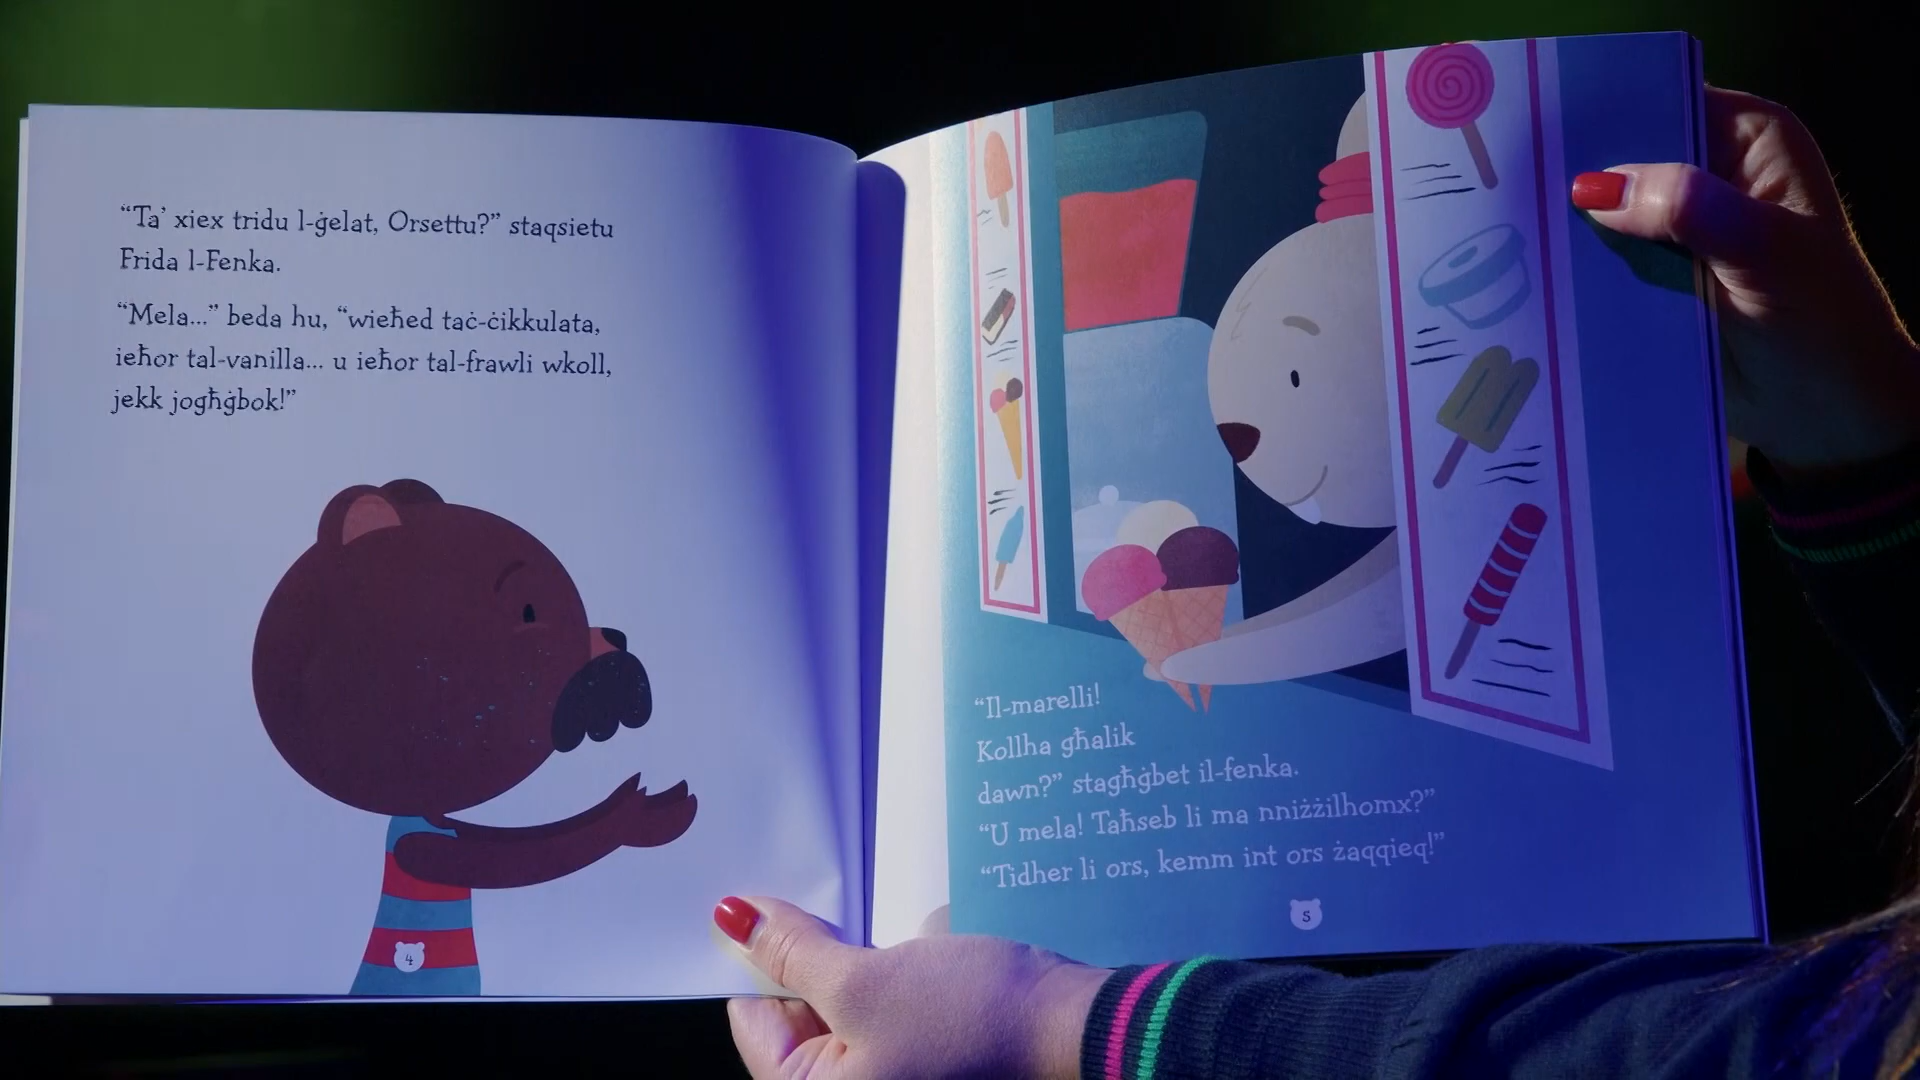 “Ta’ xiex tridu l-ġelat, Orsettu?” staqsietu
Frida l-Fenka.
“Mela...” beda hu, “wieħed taċ-ċikkulata,
ieħor tal-vanilla... u ieħor tal-frawli wkoll,
jekk jogħġbok!”
4
“Il-marelli!
Kollha għalik
dawn?” stagħġbet il-fenka.
“U mela! Taħseb li ma nniżżilhomx?”
“Tidher li ors, kemm int ors żaqqieq!”
5